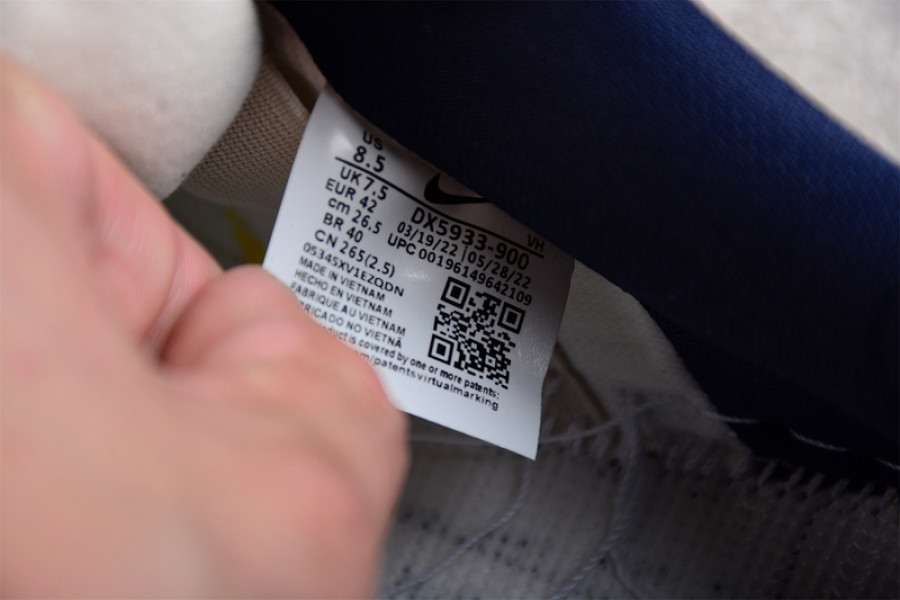 US
8.5
UK 7.5
EUR 42
cm 26.5
BR 40
CN 265(2.5)
DX5933-900
VH
03/19/22 | 05/28/22
UPC 00196149642109
05345XV1EZQDN
MADE IN VIETNAM
HECHO EN VIETNAM
FABRIQUE AU VIETNAM
NO VIETNÃ
is covered by one or more patents:
/patentsvirtualmarking